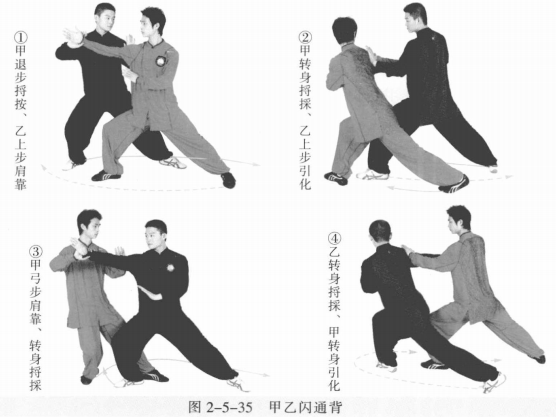 ①甲退步捋按、乙上步肩靠
②甲转身捋採、乙上步引化
③甲弓步肩靠、转身捋採
④乙转身捋採、甲转身引化
图 2-5-35 甲乙闪通背